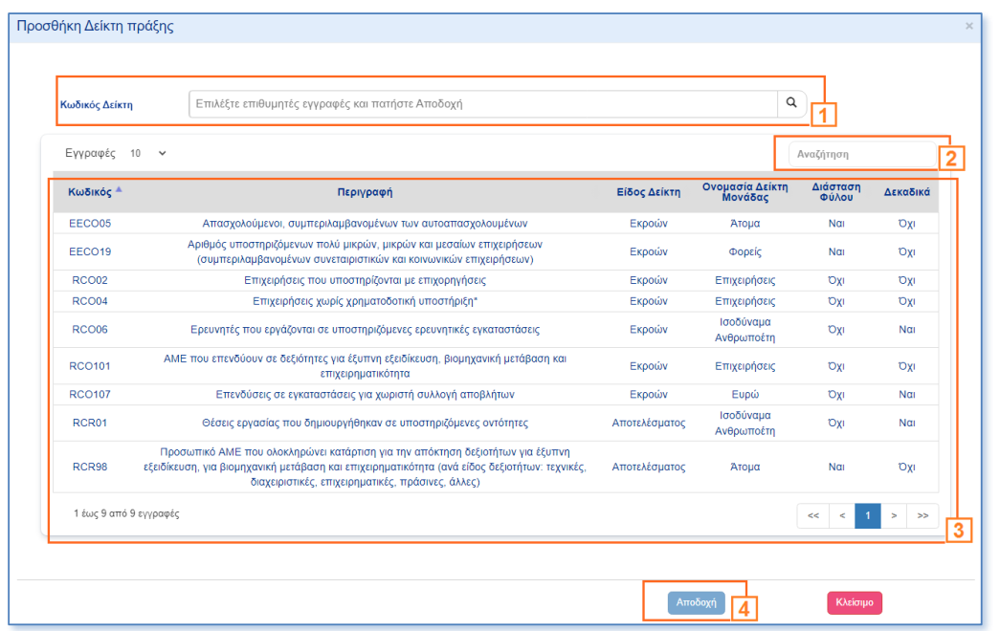 Προσθήκη Δείκτη πράξης ×
Κωδικός Δείκτη Επιλέξτε επιθυμητές εγγραφές και πατήστε Αποδοχή
1
Εγγραφές 10 Αναζήτηση
2
Κωδικός Περιγραφή Είδος Δείκτη Ονομασία Δείκτη Μονάδας Διάσταση Φύλου Δεκαδικά
EECO05 Απασχολούμενοι, συμπεριλαμβανομένων των αυτοαπασχολουμένων Εκροών Άτομα Ναι Όχι
EECO19 Αριθμός υποστηριζόμενων πολύ μικρών, μικρών και μεσαίων επιχειρήσεων
(συμπεριλαμβανομένων συνεταιριστικών και κοινωνικών επιχειρήσεων) Εκροών Φορείς Ναι Όχι
RCO02 Επιχειρήσεις που υποστηρίζονται με επιχορηγήσεις Εκροών Επιχειρήσεις Όχι Όχι
RCO04 Επιχειρήσεις χωρίς χρηματοδοτική υποστήριξη* Εκροών Επιχειρήσεις Όχι Όχι
RCO06 Ερευνητές που εργάζονται σε υποστηριζόμενες ερευνητικές εγκαταστάσεις Εκροών Ισοδύναμα Ανθρωποέτη Όχι Ναι
RCO101 ΑΜΕ που επενδύουν σε δεξιότητες για έξυπνη εξειδίκευση, βιομηχανική μετάβαση και
επιχειρηματικότητα Εκροών Επιχειρήσεις Όχι Όχι
RCO107 Επενδύσεις σε εγκαταστάσεις για χωριστή συλλογή αποβλήτων Εκροών Ευρώ Όχι Ναι
RCR01 Θέσεις εργασίας που δημιουργήθηκαν σε υποστηριζόμενες οντότητες Αποτελέσματος Ισοδύναμα Ανθρωποέτη Όχι Ναι
Προσωπικό ΑΜΕ που ολοκληρώνει κατάρτιση για την απόκτηση δεξιοτήτων για έξυπνη
RCR98 εξειδίκευση, για βιομηχανική μετάβαση και επιχειρηματικότητα (ανά είδος δεξιοτήτων: τεχνικές, Αποτελέσματος Άτομα Ναι Όχι
διαχειριστικές, επιχειρηματικές, πράσινες, άλλες)
1 έως 9 από 9 εγγραφές << < 1 > >>
3
Αποδοχή Κλείσιμο
4